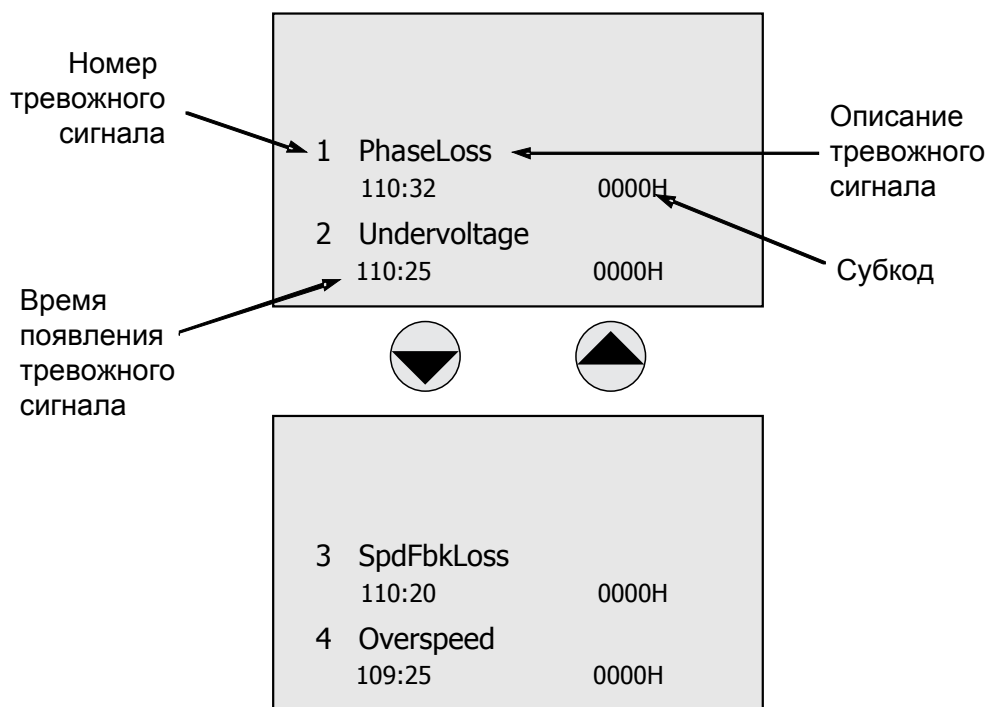 Номер
тревожного
сигнала
1 PhaseLoss
110:32 0000H
2 Undervoltage
110:25 0000H
Описание
тревожного
сигнала
Субкод
Время
появления
тревожного
сигнала
3 SpdFbkLoss
110:20 0000H
4 Overspeed
109:25 0000H